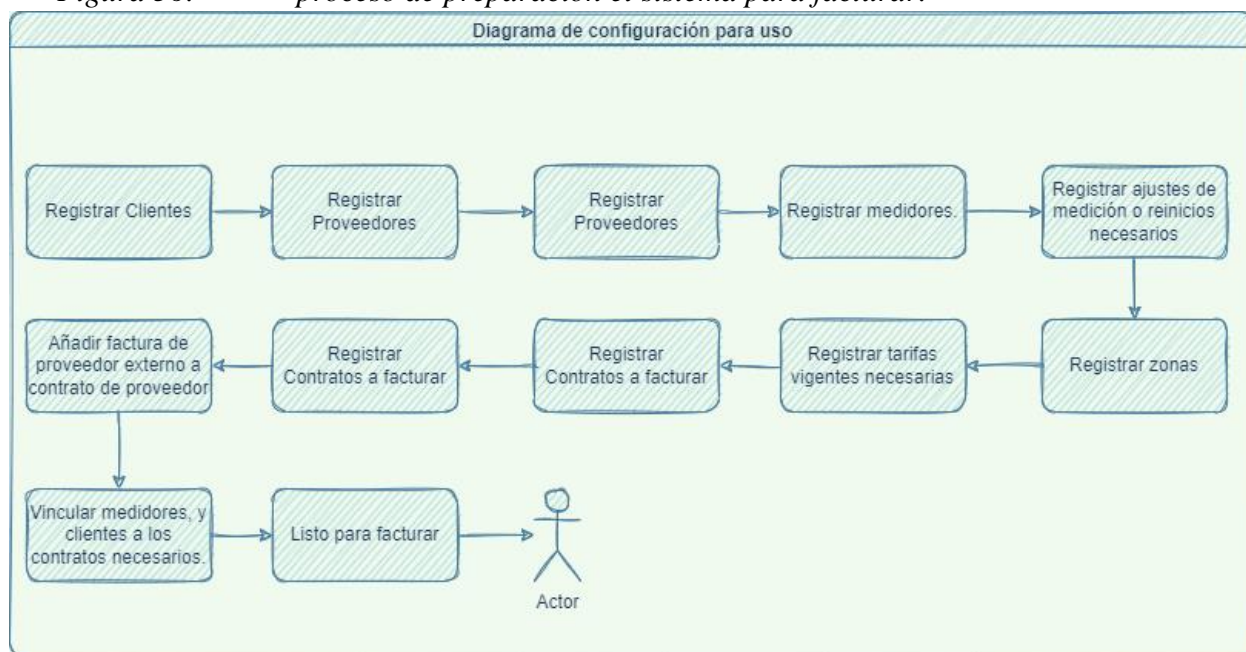 proceso de preparación el sistema para facturar.
Diagrama de configuración para uso
Registrar Clientes
Registrar
Proveedores
Registrar
Proveedores
Registrar medidores.
Registrar ajustes de
medición o reinicios
necesarios
Registrar zonas
Registrar tarifas
vigentes necesarias
Registrar
Contratos a facturar
Registrar
Contratos a facturar
Añadir factura de
proveedor externo a
contrato de proveedor
Vincular medidores, y
clientes a los
contratos necesarios.
Listo para facturar
Actor